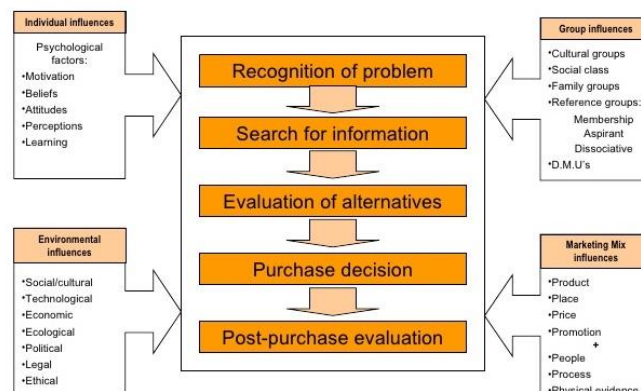 Individual influences
Psychological
factors:
•Motivation
•Beliefs
•Attitudes
•Perceptions
•Learning
Recognition of problem
Search for information
Evaluation of alternatives
Purchase decision
Post-purchase evaluation
Group influences
•Cultural groups
•Social class
•Family groups
•Reference groups:
Membership
Aspirant
Dissociative
•D.M.U's
Environmental
influences
•Social/cultural
•Technological
•Economic
•Ecological
•Political
•Legal
•Ethical
Marketing Mix
influences
•Product
•Place
•Price
•Promotion
+
•People
•Process
•Physical evidence